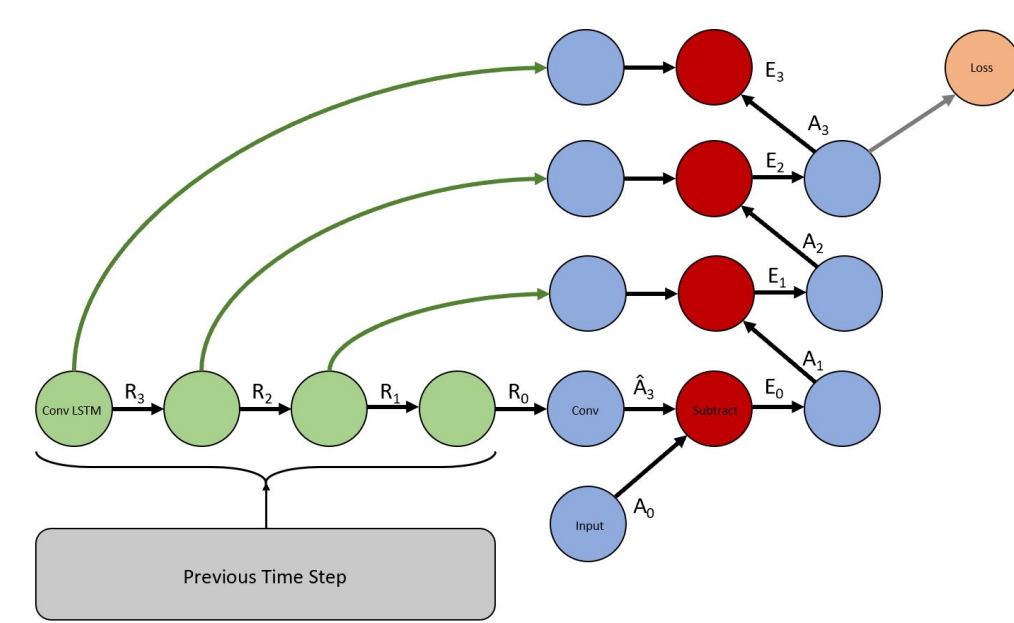 E₃
Loss
A₃
E₂
A₂
E₁
A₁
Conv LSTM
R₃
R₂
R₁
R₀
Conv
Â₃
Subtract
E₀
Input
A₀
Previous Time Step